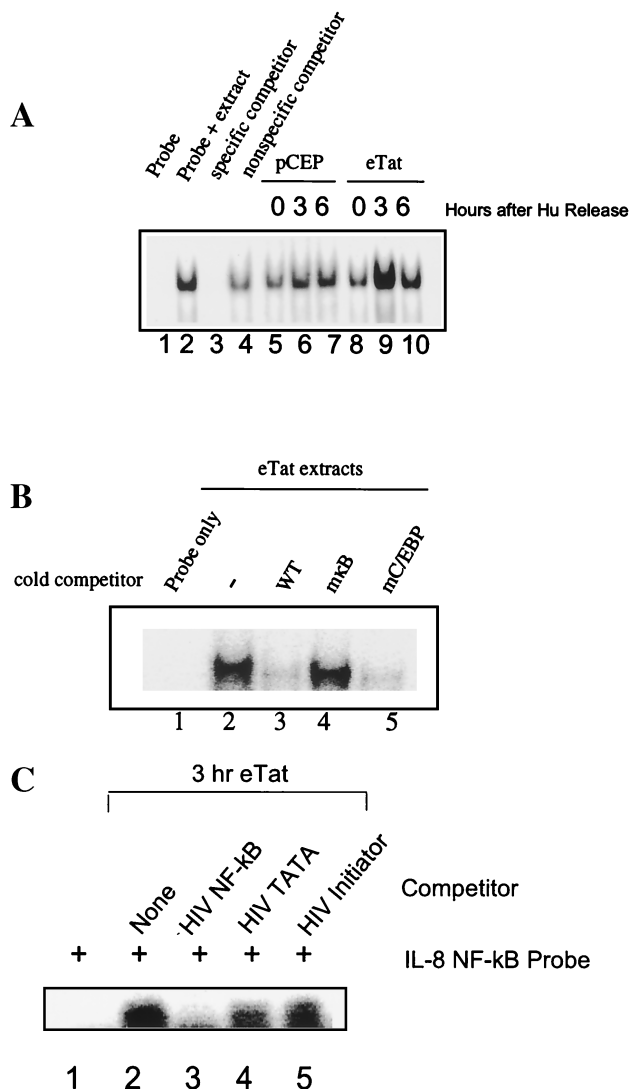 A
Probe
Probe + extract
specific competitor
nonspecific competitor
pCEP
eTat
0 3 6
0 3 6
Hours after Hu Release
1 2 3 4 5 6 7 8 9 10
B
eTat extracts
cold competitor
Probe only
-
WT
mκB
mC/EBP
1 2 3 4 5
C
3 hr eTat
None
HIV NF-kB
HIV TATA
HIV Initiator
Competitor
+ + + + +
IL-8 NF-kB Probe
1 2 3 4 5